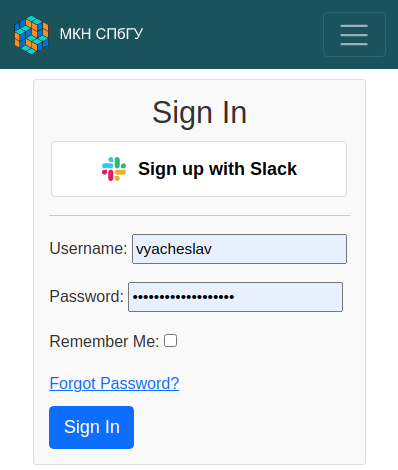 МКН СПбГУ
Sign In
Sign up with Slack
Username: vyacheslav
Password: •••••••••••••••••••
Remember Me:
Forgot Password?
Sign In